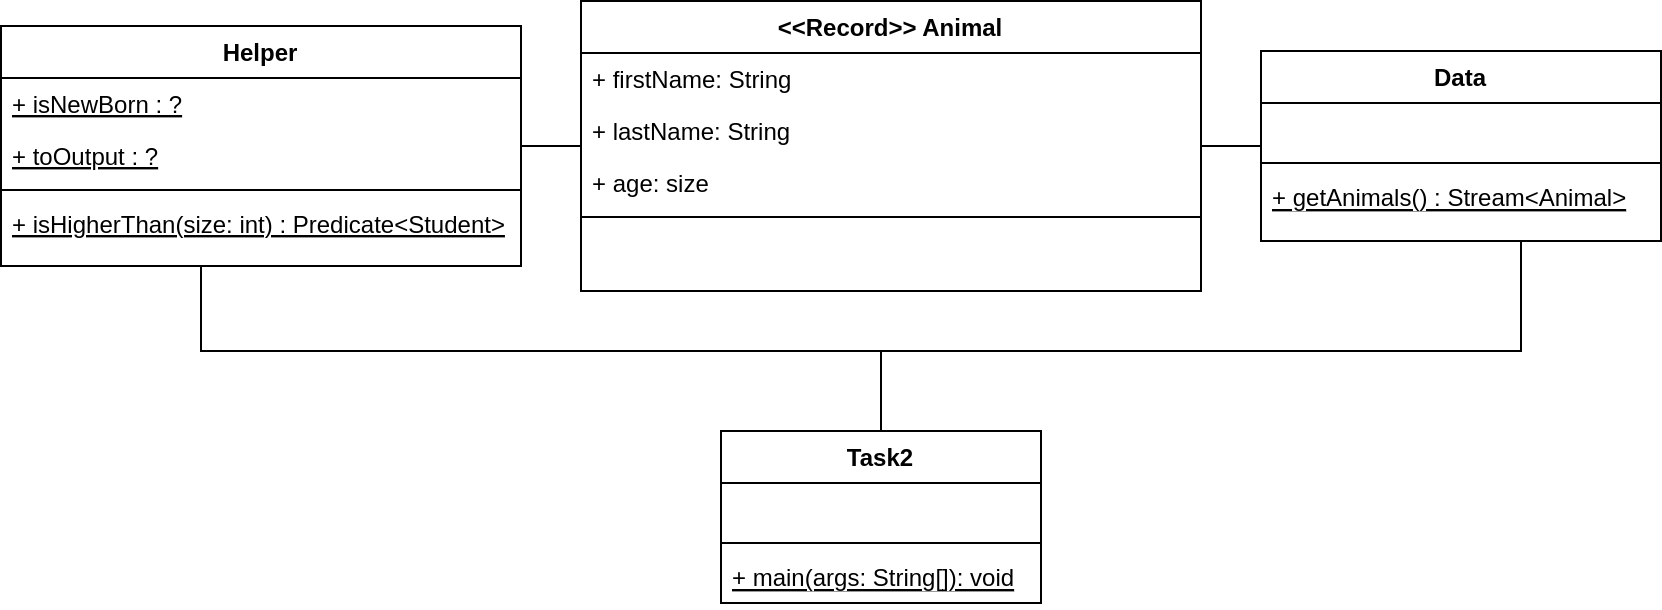 Helper
+ isNewBorn : ?
+ toOutput : ?
+ isHigherThan(size: int) : Predicate<Student>
<<Record>> Animal
+ firstName: String
+ lastName: String
+ age: size
Data
+ getAnimals() : Stream<Animal>
Task2
+ main(args: String[]): void